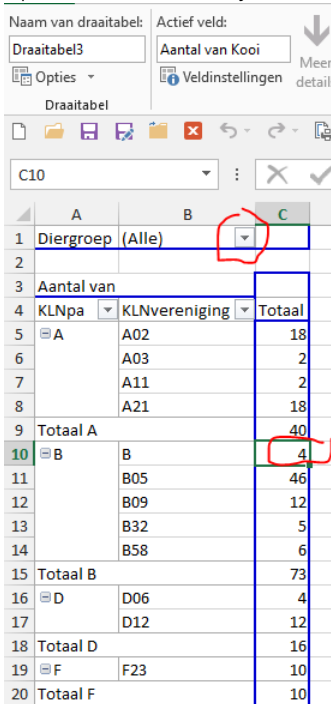 Naam van draaitabel: Actief veld:
Draaitabel3 Aantal van Kooi
Opties Veldinstellingen
Meer
detail
Draaitabel
C10
A B C
1 Diergroep (Alle)
2
3 Aantal van
4 KLNpa KLNvereniging Totaal
5 A A02 18
6 A03 2
7 A11 2
8 A21 18
9 Totaal A 40
10 B B 4
11 B05 46
12 B09 12
13 B32 5
14 B58 6
15 Totaal B 73
16 D D06 4
17 D12 12
18 Totaal D 16
19 F F23 10
20 Totaal F 10